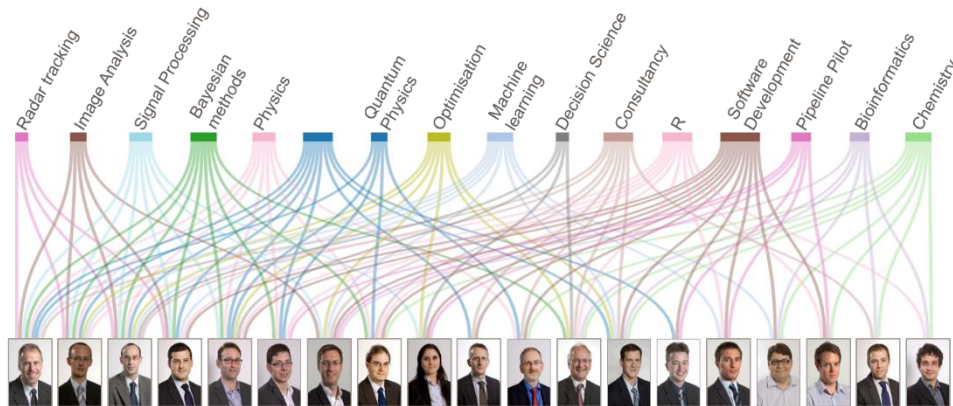 Radar tracking
Image Analysis
Signal Processing
Bayesian
methods
Physics
Quantum
Physics
Optimisation
Machine
learning
Decision Science
Consultancy
R
Software
Development
Pipeline Pilot
Bioinformatics
Chemistry